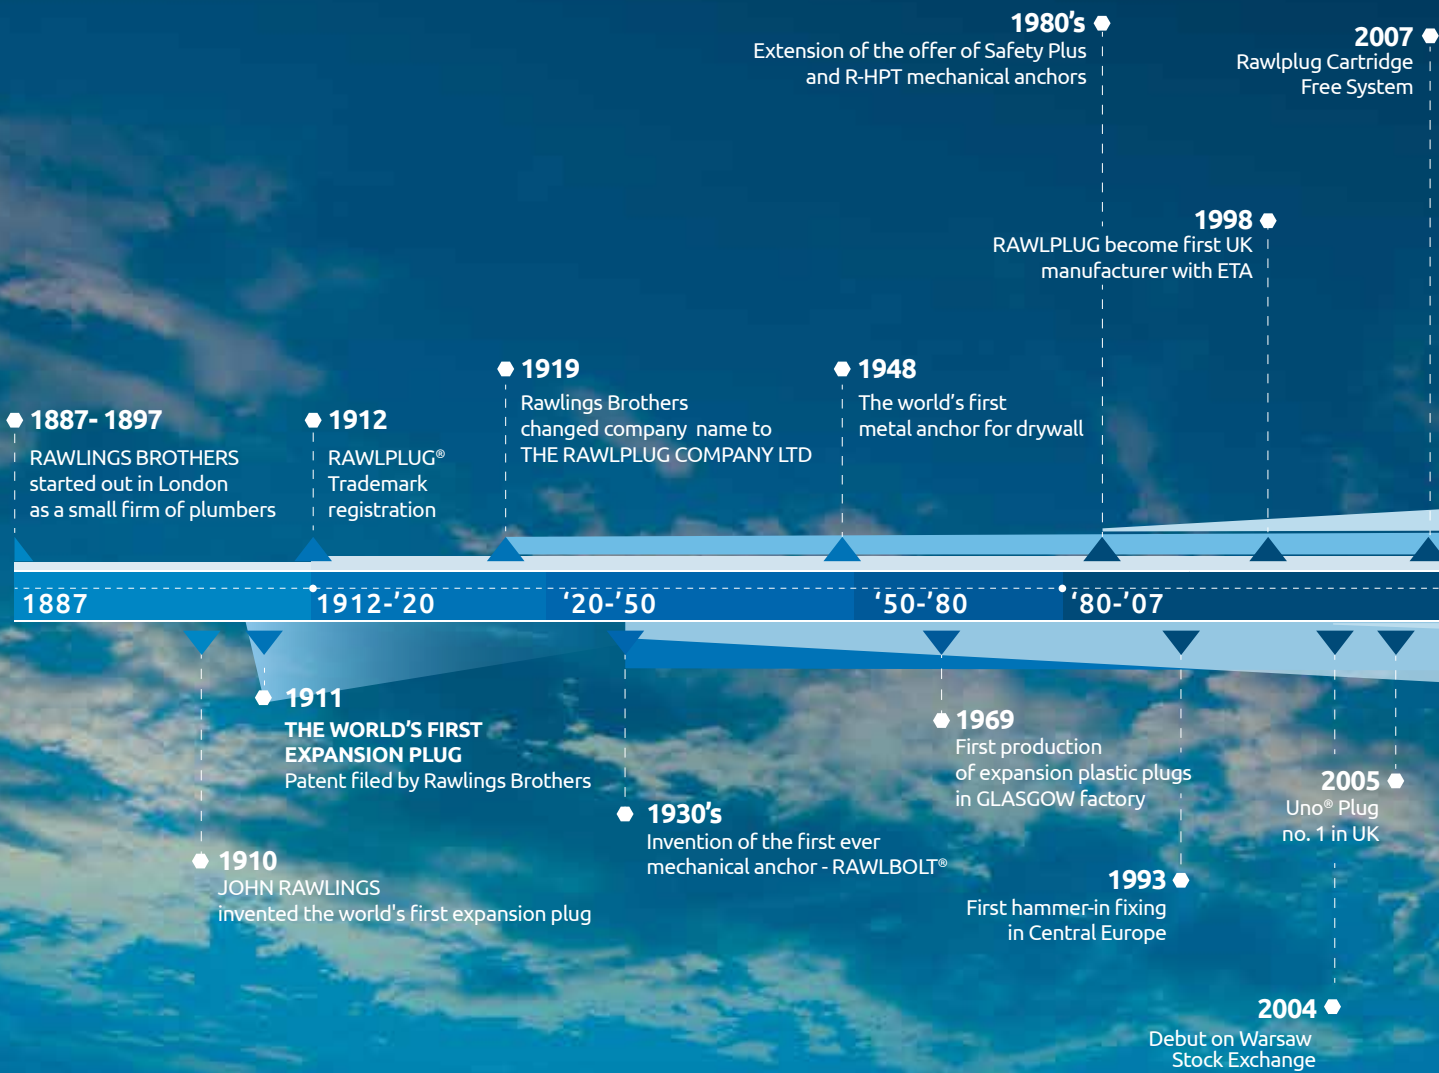 1980’s
Extension of the offer of Safety Plus
and R-HPT mechanical anchors
2007
Rawlplug Cartridge
Free System
1998
RAWLPLUG become first UK
manufacturer with ETA
1887- 1897
RAWLINGS BROTHERS
started out in London
as a small firm of plumbers
1912
RAWLPLUG®
Trademark
registration
1919
Rawlings Brothers
changed company name to
THE RAWLPLUG COMPANY LTD
1948
The world’s first
metal anchor for drywall
1887
1912-’20
‘20-’50
‘50-’80
‘80-’07
1911
THE WORLD’S FIRST
EXPANSION PLUG
Patent filed by Rawlings Brothers
1910
JOHN RAWLINGS
invented the world's first expansion plug
1930’s
Invention of the first ever
mechanical anchor - RAWLBOLT®
1969
First production
of expansion plastic plugs
in GLASGOW factory
1993
First hammer-in fixing
in Central Europe
2005
Uno® Plug
no. 1 in UK
2004
Debut on Warsaw
Stock Exchange